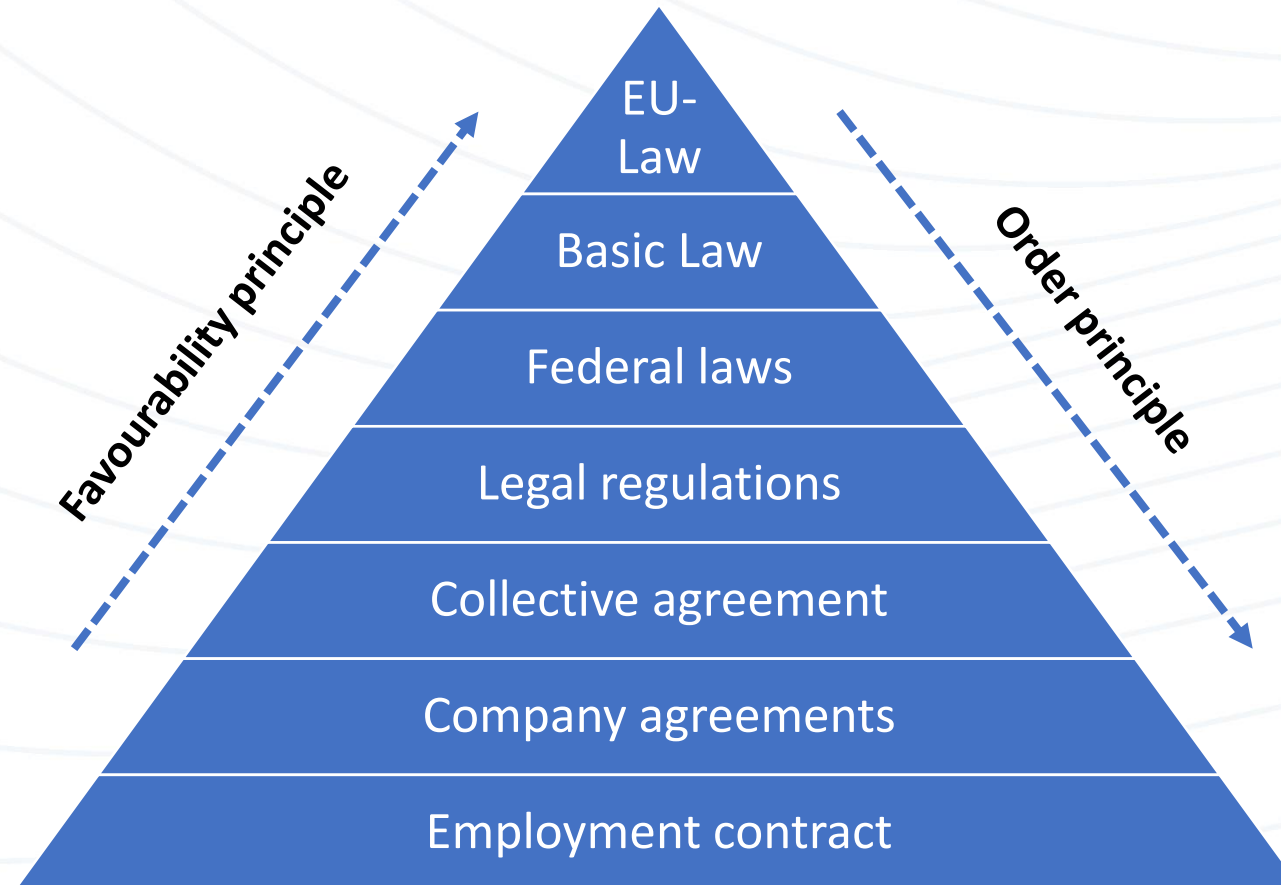 EU-
Law
Basic Law
Federal laws
Legal regulations
Collective agreement
Company agreements
Employment contract
Favourability principle
Order principle